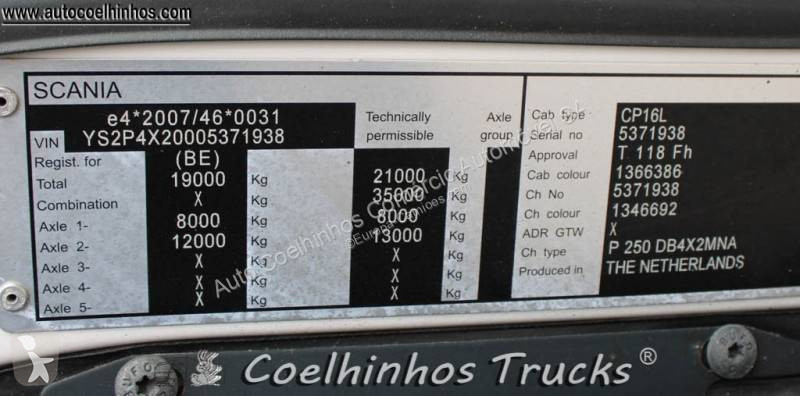 www.autocoelhinhos.com
SCANIA
e4*2007/46*0031
VIN YS2P4X20005371938
Technically permissible
Axle group
Regist. for (BE)
Total 19000 Kg 21000 Kg
Combination X Kg 35000 Kg
Axle 1- 8000 Kg 8000 Kg
Axle 2- 12000 Kg 13000 Kg
Axle 3- X Kg X Kg
Axle 4- X Kg X Kg
Axle 5- X Kg X Kg
Cab type CP16L
Serial no 5371938
Approval T 118 Fh
Cab colour 1366386
Ch No 5371938
Ch colour 1346692
ADR GTW X
Ch type P 250 DB4X2MNA
Produced in THE NETHERLANDS
Auto Coelhinhos Comercio Automóvel
Coelhinhos Trucks ®